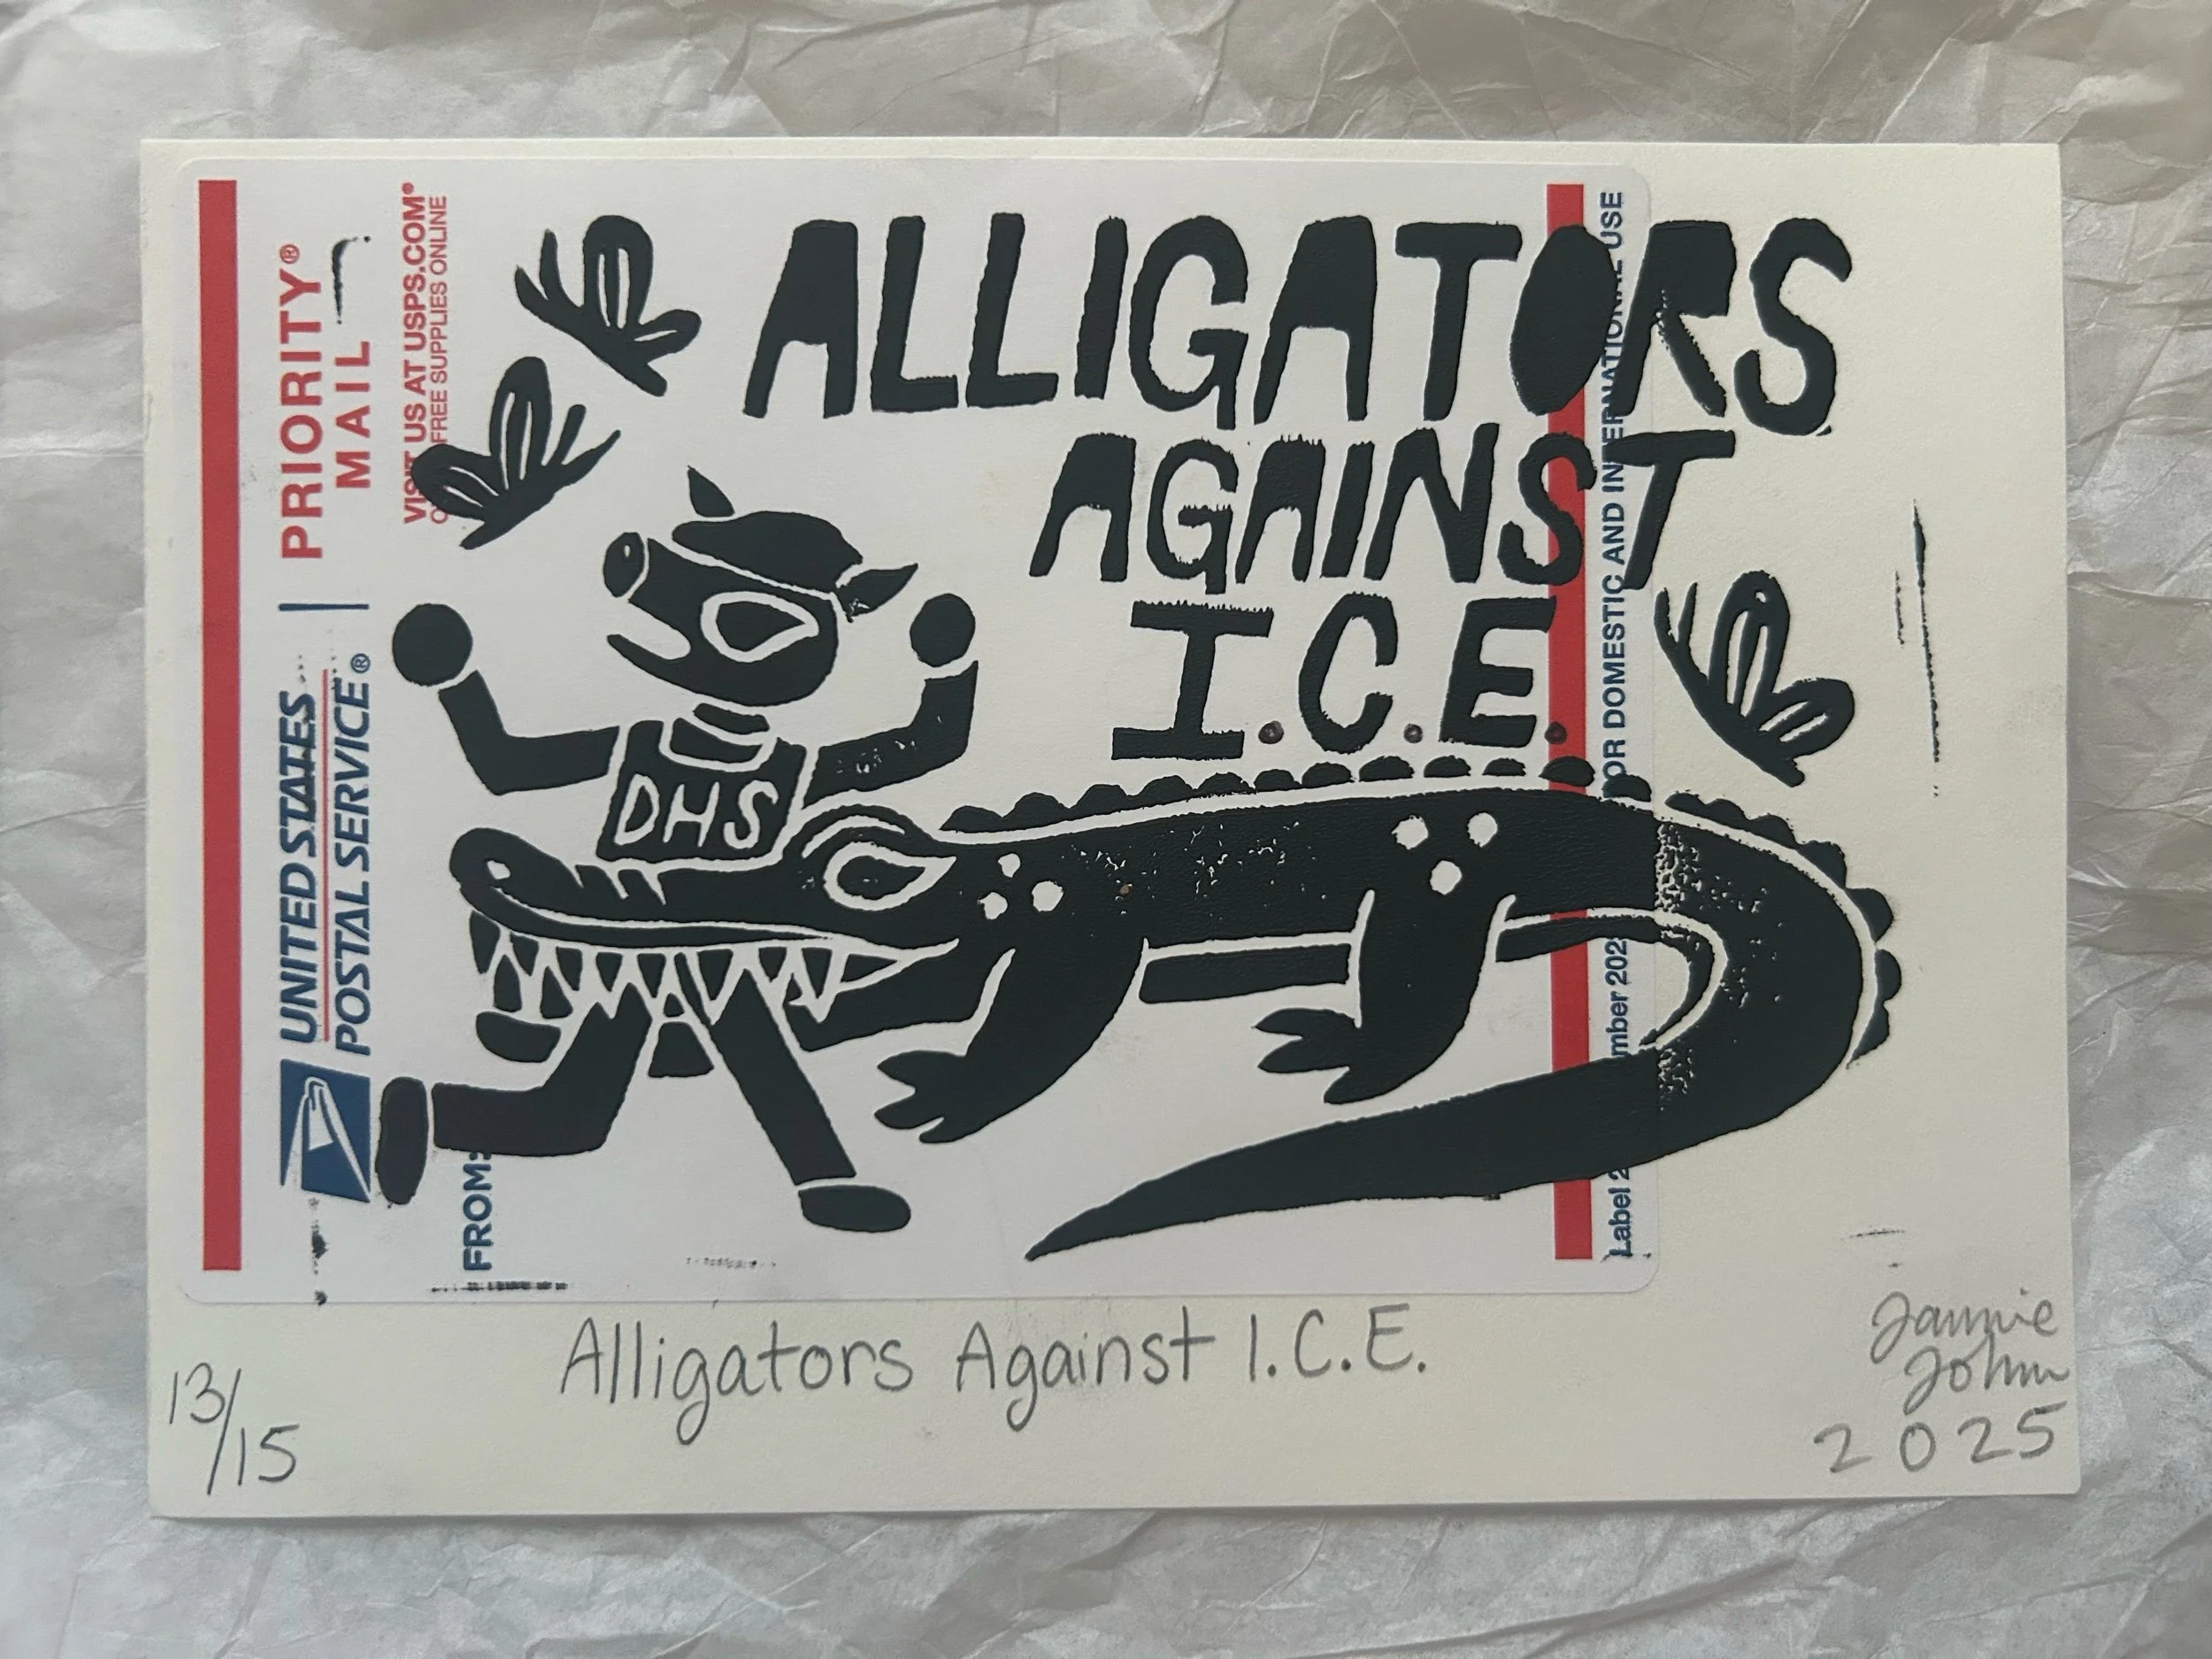 ALLIGATORS
AGAINST
I.C.E.
DHS
UNITED STATES
POSTAL SERVICE®
PRIORITY®
MAIL
VISIT US AT USPS.COM®
FREE SUPPLIES ONLINE
FROM:
FOR DOMESTIC AND INTERNATIONAL USE
Alligators Against I.C.E.
13/15
Jamie
John
2025